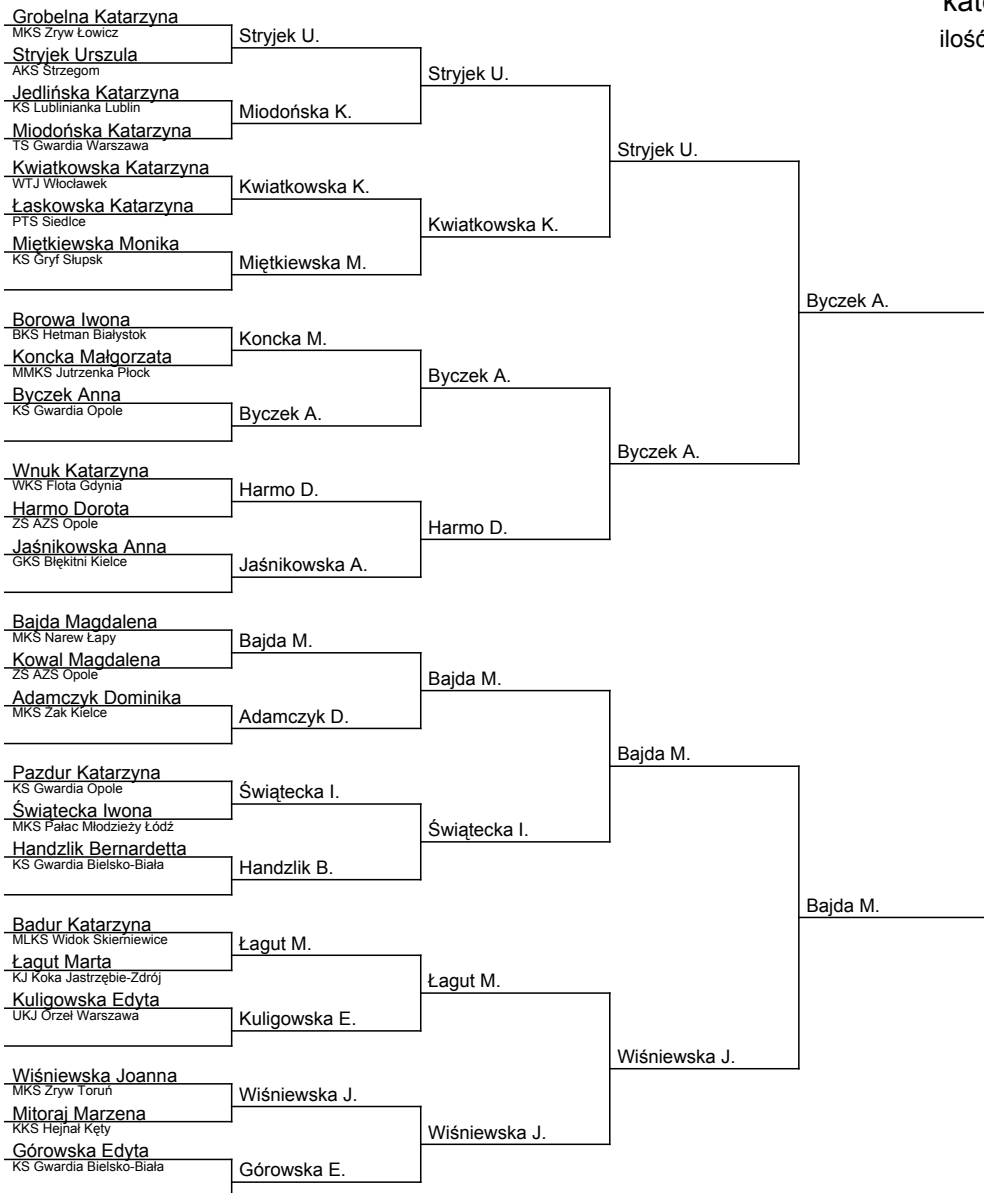 kat
ilość
Grobelna Katarzyna
MKS Zryw Łowicz
Stryjek Urszula
AKS Strzegom
Jedlińska Katarzyna
KS Lublinianka Lublin
Miodońska Katarzyna
TS Gwardia Warszawa
Kwiatkowska Katarzyna
WTJ Włocławek
Łaskowska Katarzyna
PTS Siedlce
Miętkiewska Monika
KS Gryf Słupsk
Borowa Iwona
BKS Hetman Białystok
Koncka Małgorzata
MMKS Jutrzenka Płock
Byczek Anna
KS Gwardia Opole
Wnuk Katarzyna
WKS Flota Gdynia
Harmo Dorota
ZS AZS Opole
Jaśnikowska Anna
GKS Błękitni Kielce
Bajda Magdalena
MKS Narew Łapy
Kowal Magdalena
ZS AZS Opole
Adamczyk Dominika
MKS Żak Kielce
Pazdur Katarzyna
KS Gwardia Opole
Świątecka Iwona
MKS Pałac Młodzieży Łódź
Handzlik Bernardetta
KS Gwardia Bielsko-Biała
Badur Katarzyna
MLKS Widok Skierniewice
Łagut Marta
KJ Koka Jastrzębie-Zdrój
Kuligowska Edyta
UKJ Orzeł Warszawa
Wiśniewska Joanna
MKS Zryw Toruń
Mitoraj Marzena
KKS Hejnał Kęty
Górowska Edyta
KS Gwardia Bielsko-Biała
Stryjek U.
Miodońska K.
Kwiatkowska K.
Miętkiewska M.
Koncka M.
Byczek A.
Harmo D.
Jaśnikowska A.
Bajda M.
Adamczyk D.
Świątecka I.
Handzlik B.
Łagut M.
Kuligowska E.
Wiśniewska J.
Górowska E.
Stryjek U.
Kwiatkowska K.
Byczek A.
Harmo D.
Bajda M.
Świątecka I.
Łagut M.
Wiśniewska J.
Stryjek U.
Byczek A.
Bajda M.
Wiśniewska J.
Byczek A.
Bajda M.